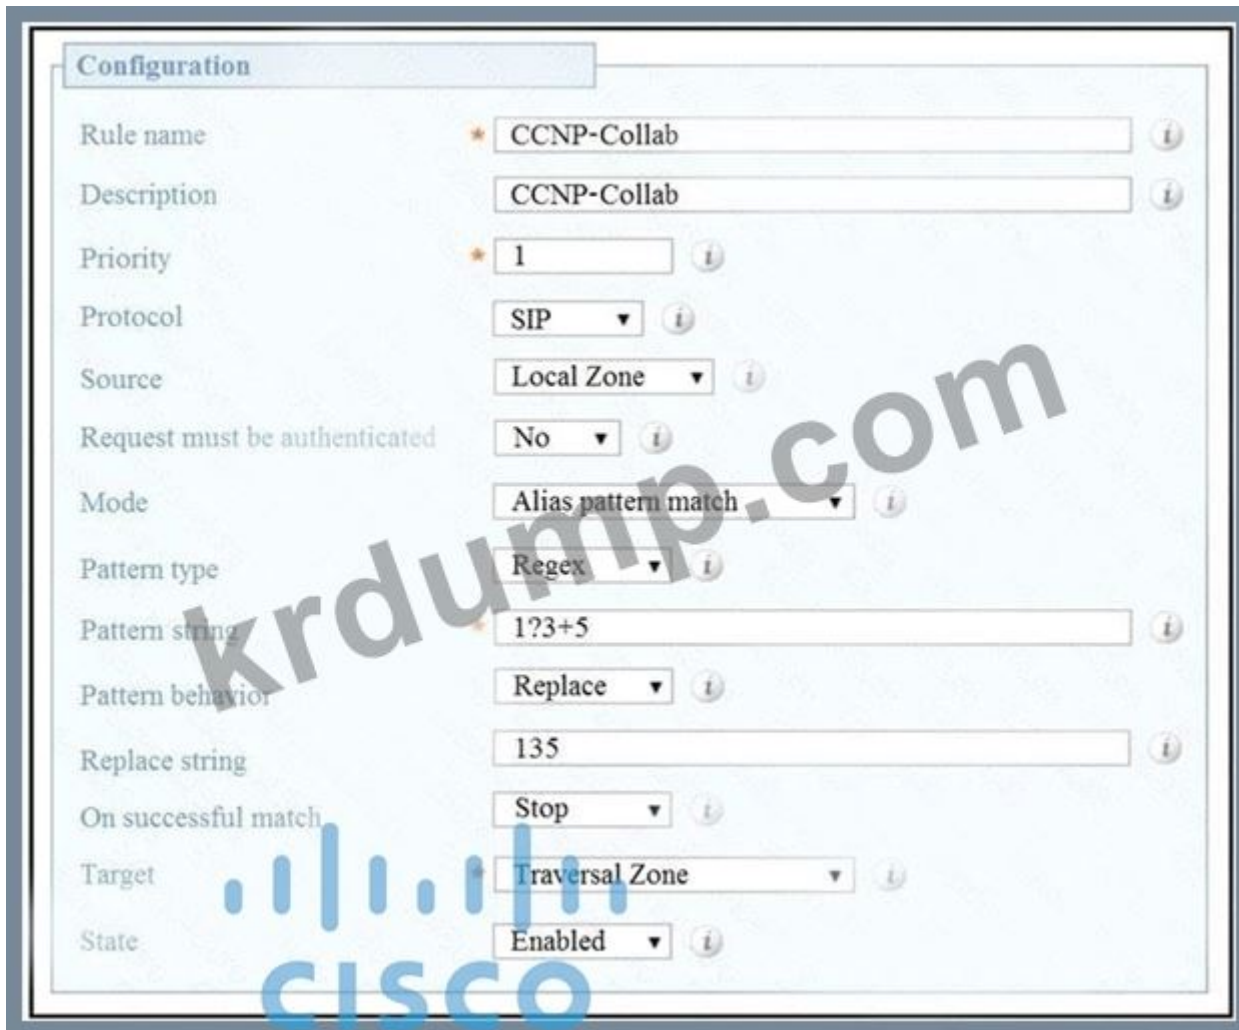 Configuration
Rule name * CCNP-Collab i
Description CCNP-Collab i
Priority * 1 i
Protocol SIP ▼ i
Source Local Zone ▼ i
Request must be authenticated No ▼ i
Mode Alias pattern match ▼ i
Pattern type Regex ▼ i
Pattern string * 1?3+5 i
Pattern behavior Replace ▼ i
Replace string 135 i
On successful match Stop ▼ i
Target * Traversal Zone ▼ i
State Enabled ▼ i
krdump.com
CISCO